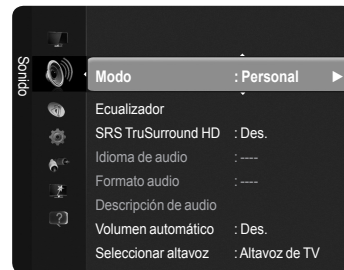 Sonido
Modo : Personal ►
Ecualizador
SRS TruSurround HD : Des.
Idioma de audio : ----
Formato audio : ----
Descripción de audio
Volumen automático : Des.
Seleccionar altavoz : Altavoz de TV